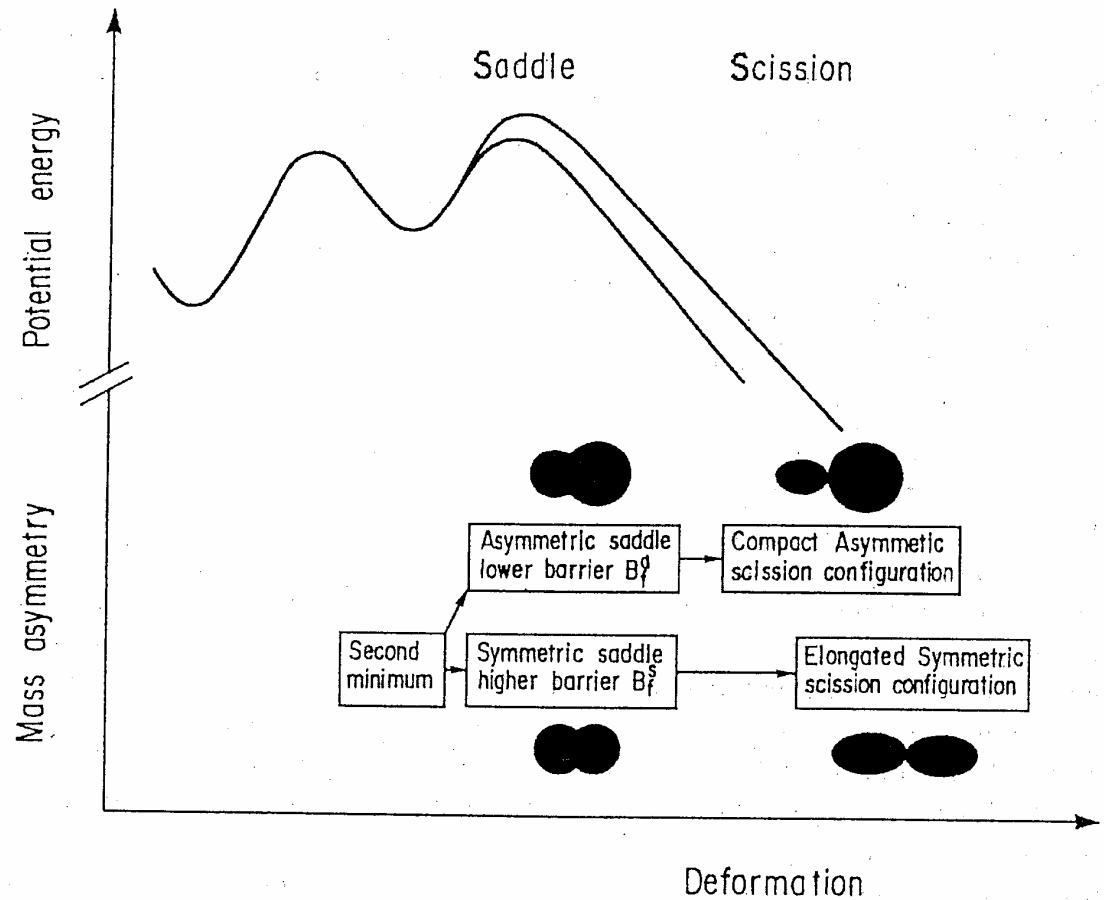 Saddle
Scission
Potential energy
Mass asymmetry
Asymmetric saddle
lower barrier B_f^a
Compact Asymmetic
scission configuration
Second
minimum
Symmetric saddle
higher barrier B_f^s
Elongated Symmetric
scission configuration
Deformation